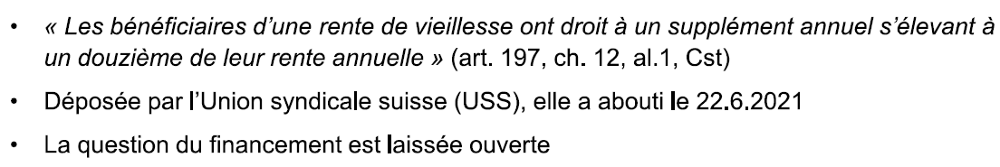 • « Les bénéficiaires d’une rente de vieillesse ont droit à un supplément annuel s’élevant à
un douzième de leur rente annuelle » (art. 197, ch. 12, al.1, Cst)
• Déposée par l’Union syndicale suisse (USS), elle a abouti le 22.6.2021
• La question du financement est laissée ouverte